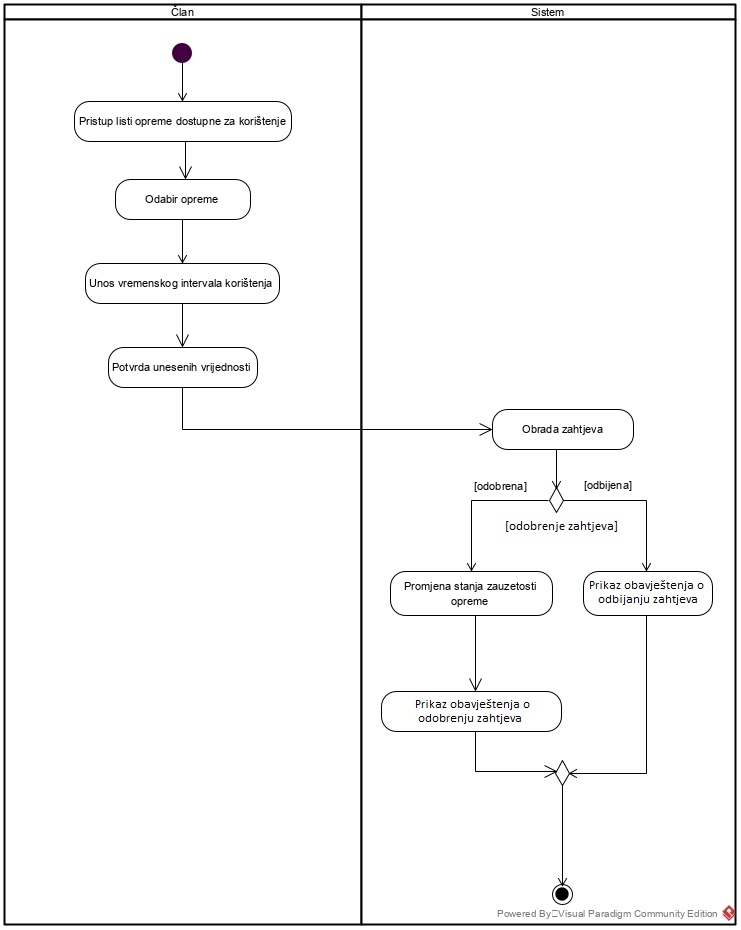 Član
Sistem
Pristup listi opreme dostupne za korištenje
Odabir opreme
Unos vremenskog intervala korištenja
Potvrda unesenih vrijednosti
Obrada zahtjeva
[odobrena]
[odbijena]
[odobrenje zahtjeva]
Promjena stanja zauzetosti
opreme
Prikaz obavještenja o
odbijanju zahtjeva
Prikaz obavještenja o
odobrenju zahtjeva
Powered By Visual Paradigm Community Edition